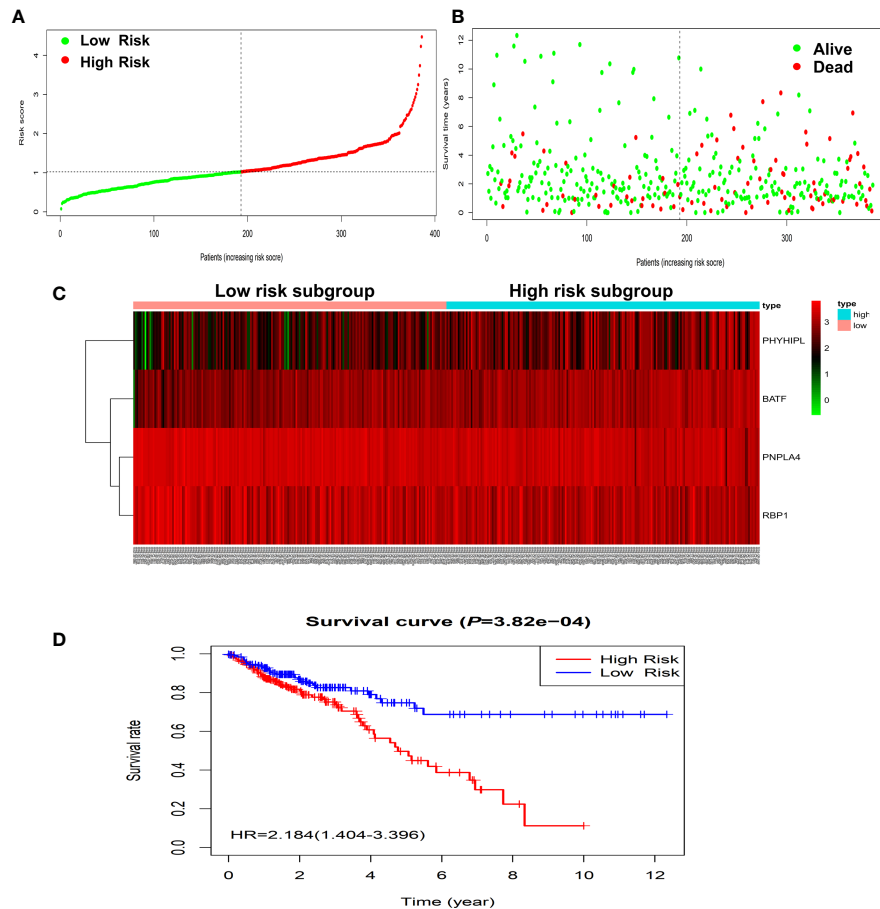 A
Low Risk
High Risk
Risk score
4
3
2
1
0
0
100
200
300
400
Patients (increasing risk socre)
B
Alive
Dead
Survival time (years)
12
10
8
6
4
2
0
0
100
200
300
Patients (increasing risk socre)
C
Low risk subgroup
High risk subgroup
type
PHYHIPL
BATF
PNPLA4
RBP1
3
2
1
0
type
high
low
D
Survival curve (P=3.82e−04)
High Risk
Low Risk
Survival rate
1.0
0.8
0.6
0.4
0.2
0.0
HR=2.184(1.404-3.396)
0
2
4
6
8
10
12
Time (year)